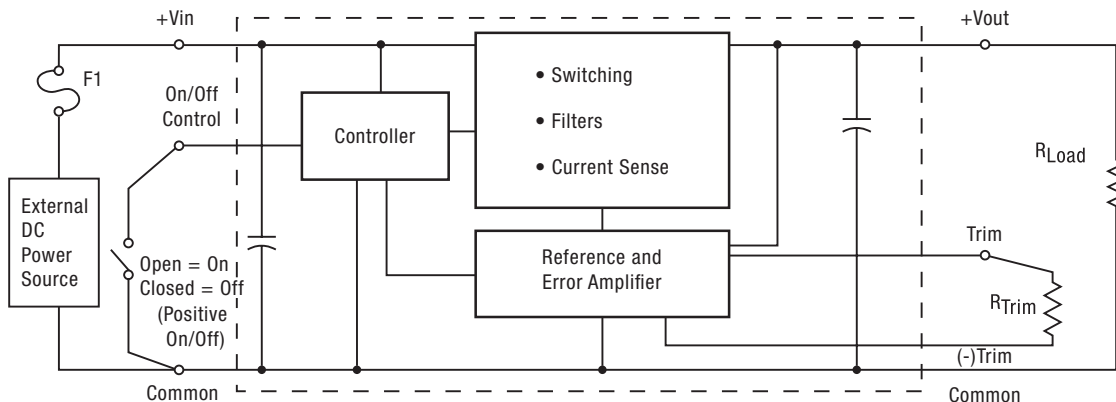 +Vin
+Vout
F1
On/Off
Control
Controller
• Switching
• Filters
• Current Sense
RLoad
External
DC
Power
Source
Open = On
Closed = Off
(Positive
On/Off)
Reference and
Error Amplifier
Trim
RTrim
(-)Trim
Common
Common